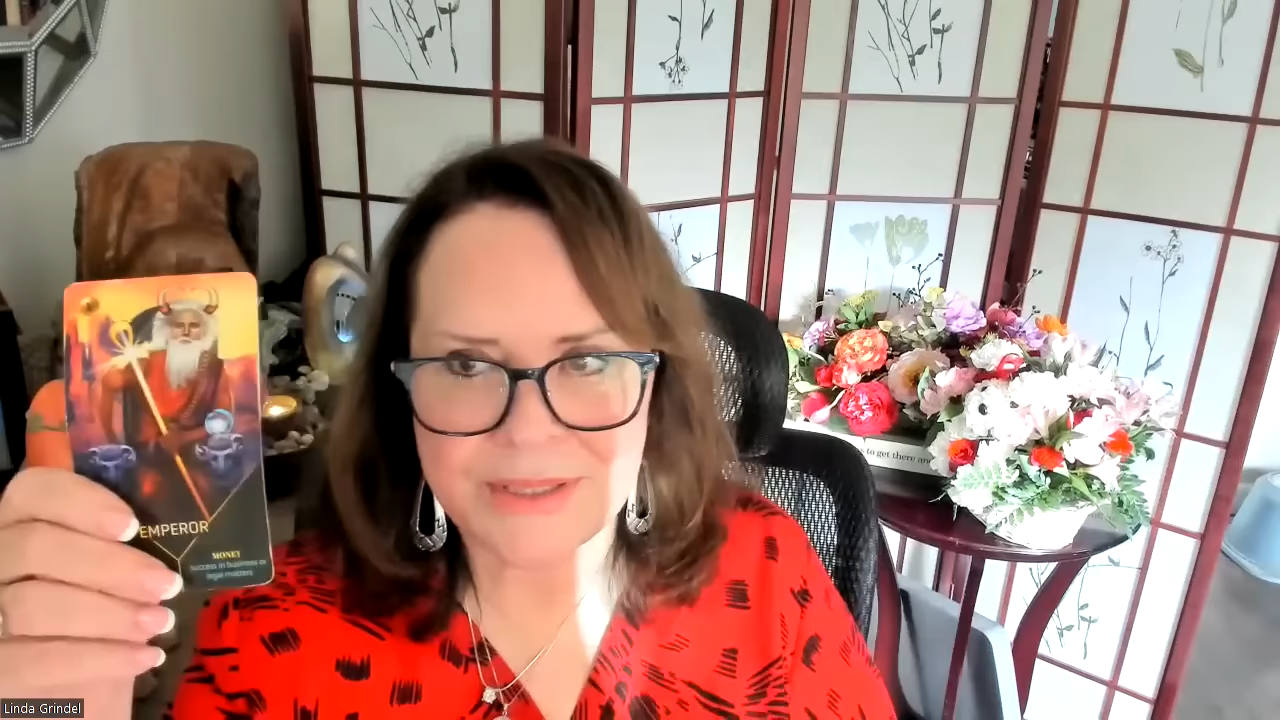 EMPEROR
MONEY
success in business or
legal matters
to get there an
Linda Grindel